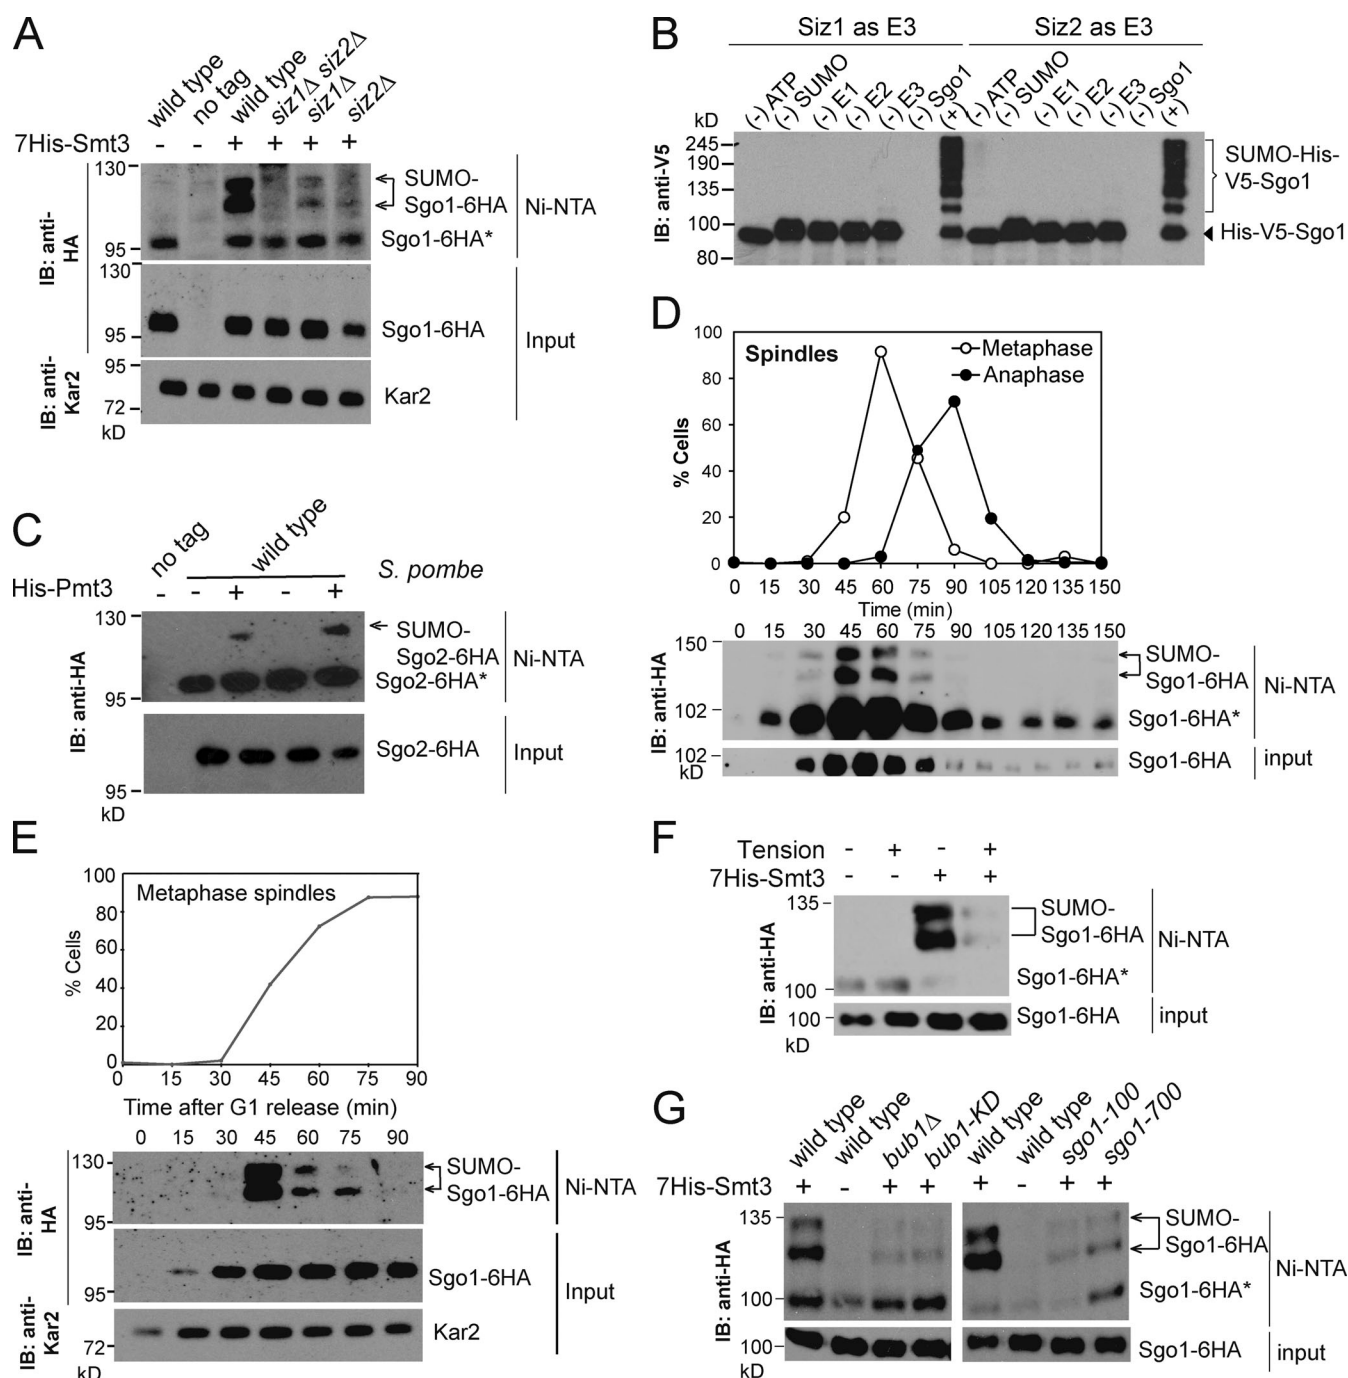 A
wild type
no tag
wild type
siz1Δ siz2Δ
siz1Δ
siz2Δ
7His-Smt3 - - + + + +
IB: anti-HA
130
95
SUMO-
Sgo1-6HA
Sgo1-6HA*
Ni-NTA
130
95
Sgo1-6HA
Input
IB: anti-Kar2
95
72
kD
Kar2
B
Siz1 as E3 Siz2 as E3
(-) ATP
(-) SUMO
(-) E1
(-) E2
(-) E3
(-) Sgo1
(+)
(-) ATP
(-) SUMO
(-) E1
(-) E2
(-) E3
(-) Sgo1
(+)
kD
IB: anti-V5
245
190
135
100
80
SUMO-His-
V5-Sgo1
His-V5-Sgo1
C
no tag
wild type
His-Pmt3 - - + - +
S. pombe
IB: anti-HA
130
95
SUMO-
Sgo2-6HA
Sgo2-6HA*
Ni-NTA
Sgo2-6HA
Input
95
kD
D
Spindles
Metaphase
Anaphase
% Cells
100
80
60
40
20
0
0 15 30 45 60 75 90 105 120 135 150
Time (min)
0 15 30 45 60 75 90 105 120 135 150
IB: anti-HA
150
102
SUMO-
Sgo1-6HA
Sgo1-6HA*
Ni-NTA
102
kD
Sgo1-6HA
input
E
Metaphase spindles
% Cells
100
80
60
40
20
0
0 15 30 45 60 75 90
Time after G1 release (min)
0 15 30 45 60 75 90
IB: anti-HA
130
95
SUMO-
Sgo1-6HA
Ni-NTA
95
Sgo1-6HA
Input
IB: anti-Kar2
72
kD
Kar2
F
Tension - + - +
7His-Smt3 - - + +
IB: anti-HA
135
100
SUMO-
Sgo1-6HA
Sgo1-6HA*
Ni-NTA
100
kD
Sgo1-6HA
input
G
wild type
wild type
bub1Δ
bub1-KD
wild type
wild type
sgo1-100
sgo1-700
7His-Smt3 + - + + + - + +
IB: anti-HA
135
100
SUMO-
Sgo1-6HA
Sgo1-6HA*
Ni-NTA
100
kD
Sgo1-6HA
input